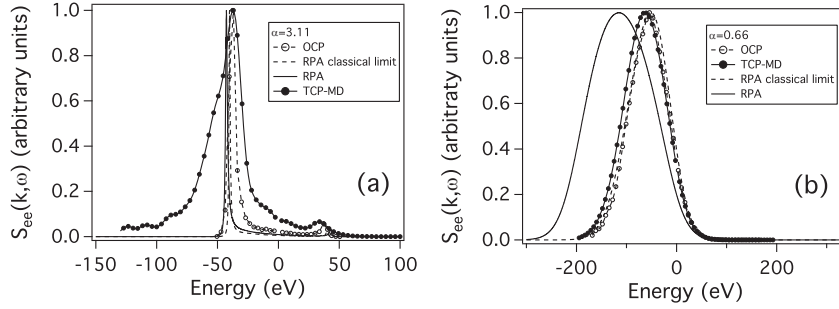 S_ee(k,ω) (arbitrary units)
1.0
0.8
0.6
0.4
0.2
0.0
-150
-100
-50
0
50
100
Energy (eV)
α=3.11
OCP
RPA classical limit
RPA
TCP-MD
(a)
S_ee(k,ω) (arbitraty units)
1.0
0.8
0.6
0.4
0.2
0.0
-200
0
200
Energy (eV)
α=0.66
OCP
TCP-MD
RPA classical limit
RPA
(b)